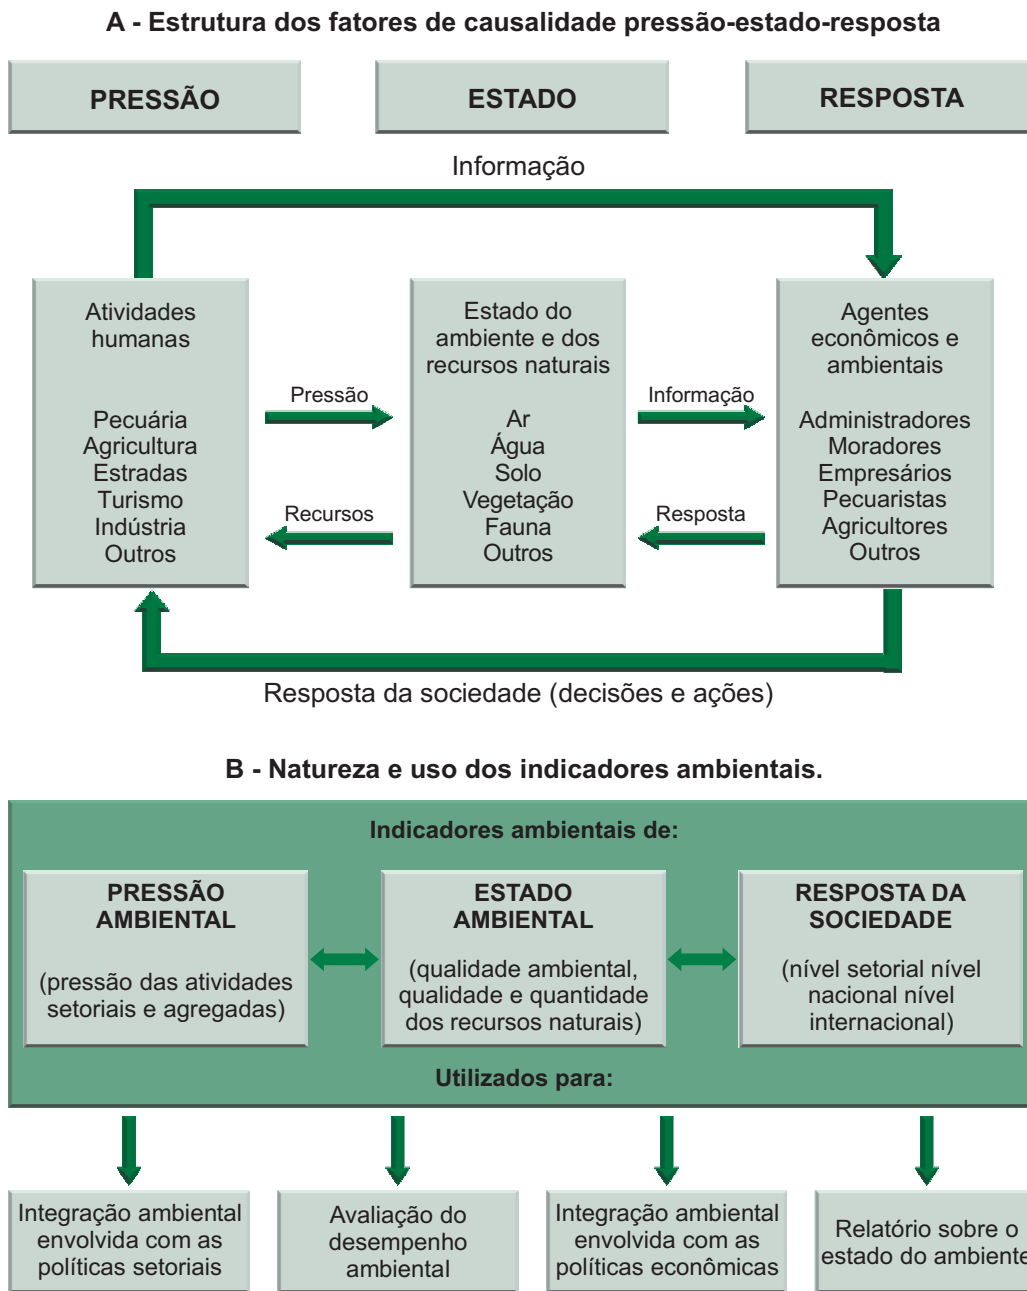 A - Estrutura dos fatores de causalidade pressão-estado-resposta
PRESSÃO
ESTADO
RESPOSTA
Informação
Atividades
humanas
Pecuária
Agricultura
Estradas
Turismo
Indústria
Outros
Pressão
Recursos
Estado do
ambiente e dos
recursos naturais
Ar
Água
Solo
Vegetação
Fauna
Outros
Informação
Resposta
Agentes
econômicos e
ambientais
Administradores
Moradores
Empresários
Pecuaristas
Agricultores
Outros
Resposta da sociedade (decisões e ações)
B - Natureza e uso dos indicadores ambientais.
Indicadores ambientais de:
PRESSÃO
AMBIENTAL
(pressão das atividades
setoriais e agregadas)
ESTADO
AMBIENTAL
(qualidade ambiental,
qualidade e quantidade
dos recursos naturais)
RESPOSTA DA
SOCIEDADE
(nível setorial nível
nacional nível
internacional)
Utilizados para:
Integração ambiental
envolvida com as
políticas setoriais
Avaliação do
desempenho
ambiental
Integração ambiental
envolvida com as
políticas econômicas
Relatório sobre o
estado do ambiente